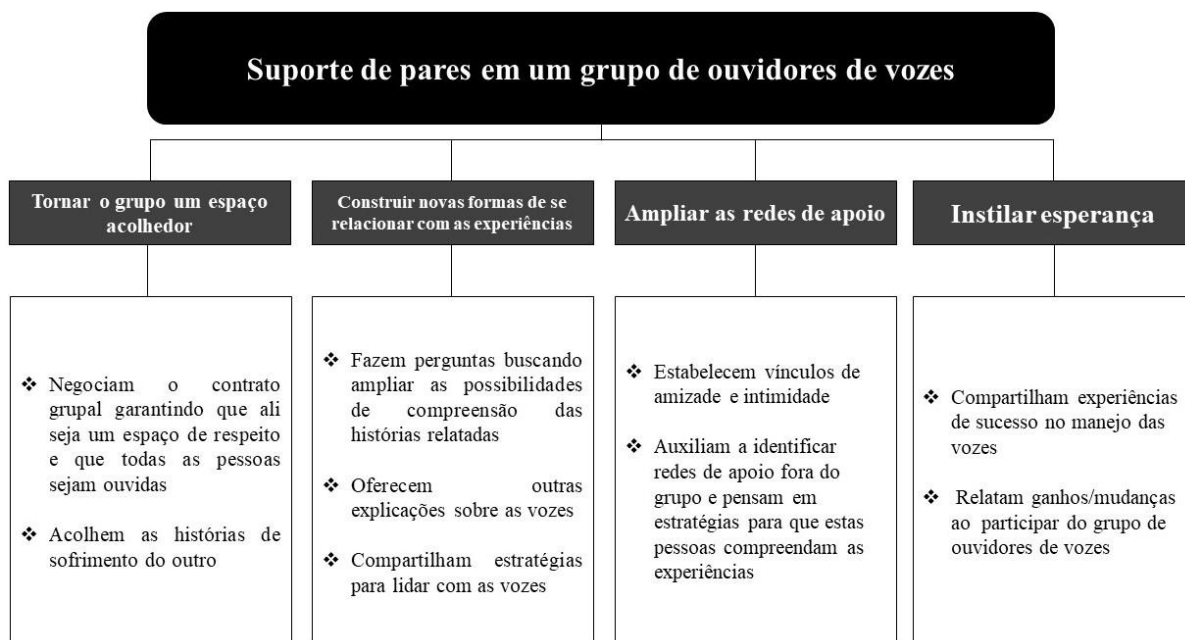 Suporte de pares em um grupo de ouvidores de vozes
Tornar o grupo um espaço
acolhedor
Construir novas formas de se
relacionar com as experiências
Ampliar as redes de apoio
Instilar esperança
❖ Negociam o contrato
grupal garantindo que ali
seja um espaço de respeito
e que todas as pessoas
sejam ouvidas
❖ Acolhem as histórias de
sofrimento do outro
❖ Fazem perguntas buscando
ampliar as possibilidades
de compreensão das
histórias relatadas
❖ Oferecem outras
explicações sobre as vozes
❖ Compartilham estratégias
para lidar com as vozes
❖ Estabelecem vínculos de
amizade e intimidade
❖ Auxiliam a identificar
redes de apoio fora do
grupo e pensam em
estratégias para que estas
pessoas compreendam as
experiências
❖ Compartilham experiências
de sucesso no manejo das
vozes
❖ Relatam ganhos/mudanças
ao participar do grupo de
ouvidores de vozes